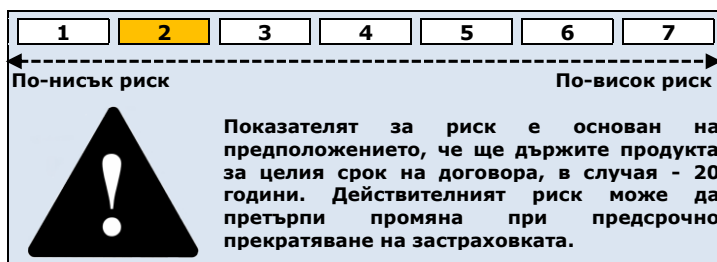 1 2 3 4 5 6 7
По-нисък риск По-висок риск
Показателят за риск е основан на
предположението, че ще държите продукта
за целия срок на договора, в случая - 20
години. Действителният риск може да
претърпи промяна при предсрочно
прекратяване на застраховката.